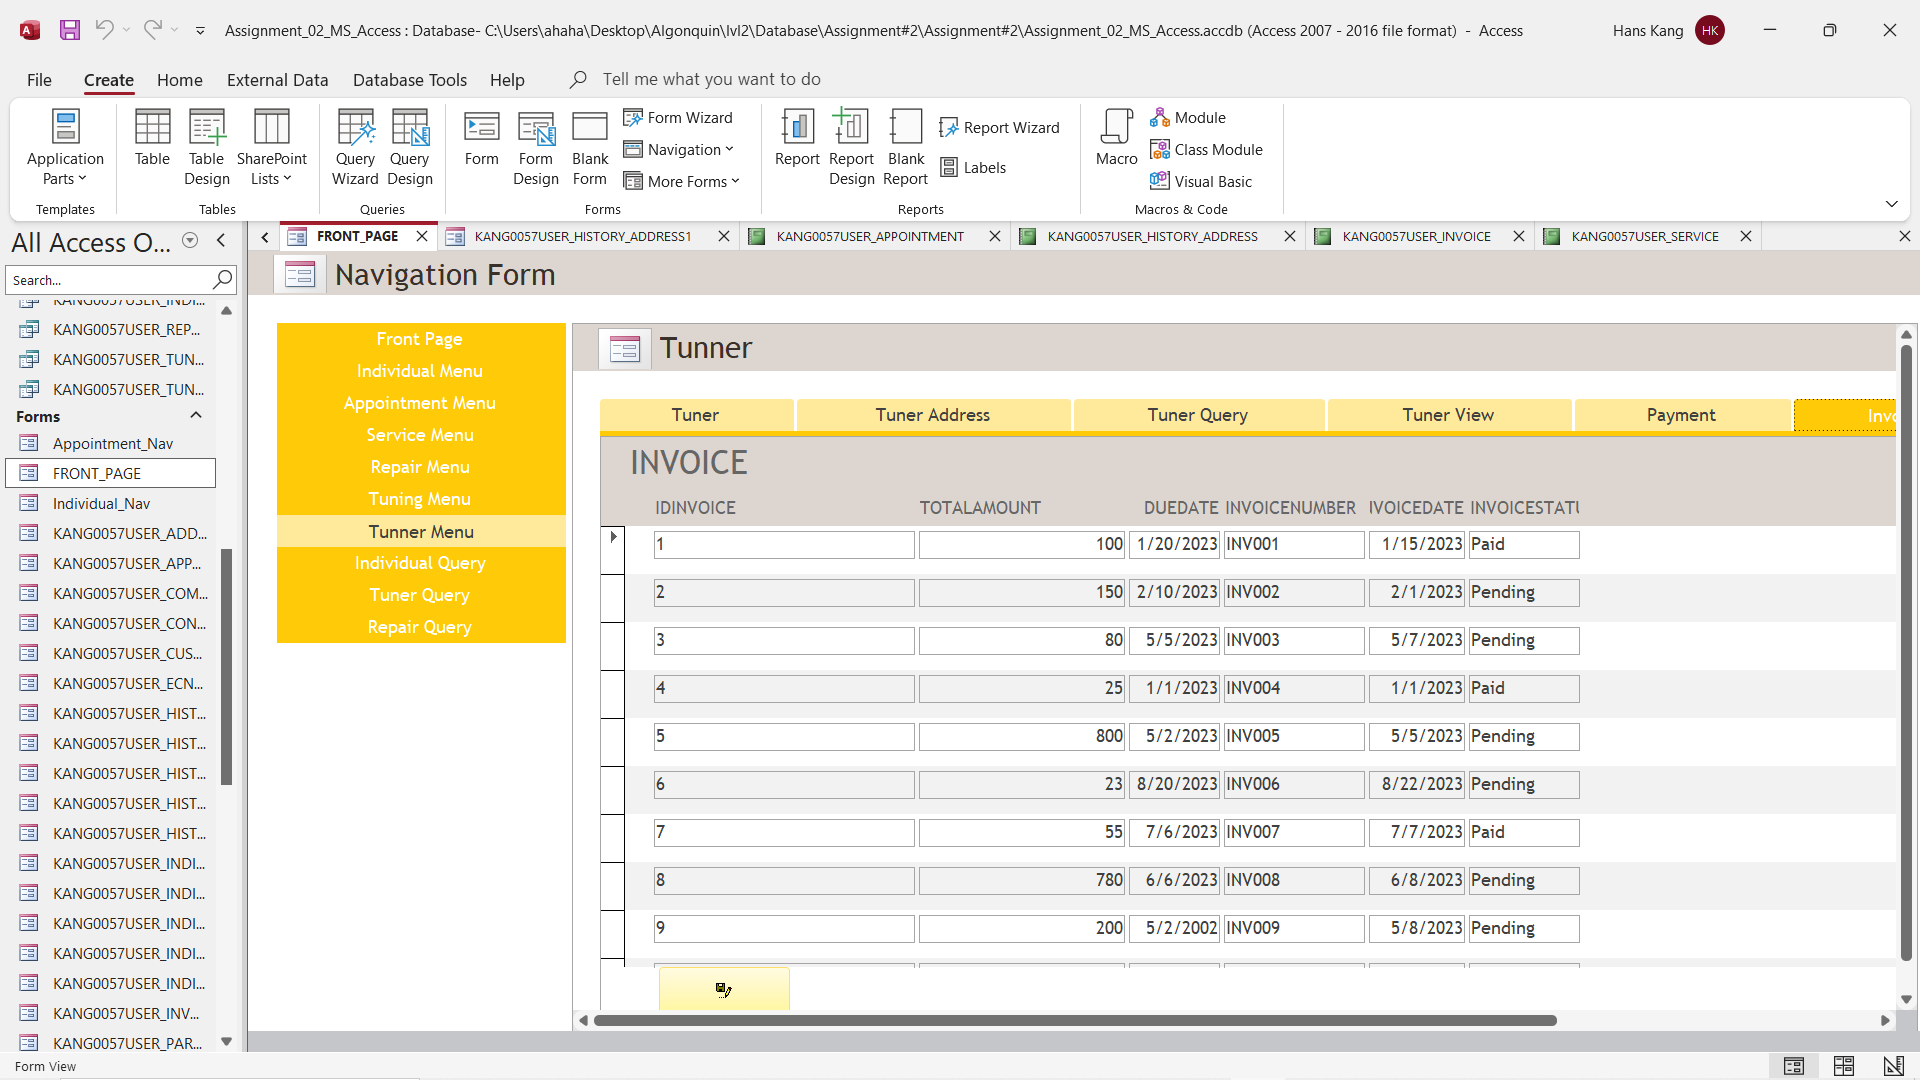 Assignment_02_MS_Access : Database- C:\Users\ahaha\Desktop\Algonquin\lvl2\Database\Assignment#2\Assignment#2\Assignment_02_MS_Access.accdb (Access 2007 - 2016 file format) - Access
Hans Kang HK
File Create Home External Data Database Tools Help Tell me what you want to do
Application Parts
Templates
Table
Table Design
SharePoint Lists
Tables
Query Wizard
Query Design
Queries
Form
Form Design
Blank Form
Form Wizard
Navigation
More Forms
Forms
Report
Report Design
Blank Report
Report Wizard
Labels
Reports
Macro
Module
Class Module
Visual Basic
Macros & Code
All Access O...
Search...
KANG0057USER_INDI...
KANG0057USER_REP...
KANG0057USER_TUN...
KANG0057USER_TUN...
Forms
Appointment_Nav
FRONT_PAGE
Individual_Nav
KANG0057USER_ADD...
KANG0057USER_APP...
KANG0057USER_COM...
KANG0057USER_CON...
KANG0057USER_CUS...
KANG0057USER_ECN...
KANG0057USER_HIST...
KANG0057USER_HIST...
KANG0057USER_HIST...
KANG0057USER_HIST...
KANG0057USER_HIST...
KANG0057USER_INDI...
KANG0057USER_INDI...
KANG0057USER_INDI...
KANG0057USER_INDI...
KANG0057USER_INDI...
KANG0057USER_INV...
KANG0057USER_PAR...
FRONT_PAGE KANG0057USER_HISTORY_ADDRESS1 KANG0057USER_APPOINTMENT KANG0057USER_HISTORY_ADDRESS KANG0057USER_INVOICE KANG0057USER_SERVICE
Navigation Form
Front Page
Individual Menu
Appointment Menu
Service Menu
Repair Menu
Tuning Menu
Tunner Menu
Individual Query
Tuner Query
Repair Query
Tunner
Tuner Tuner Address Tuner Query Tuner View Payment Invo
INVOICE
IDINVOICE TOTALAMOUNT DUEDATE INVOICENUMBER IVOICEDATE INVOICESTATU
1 100 1/20/2023 INV001 1/15/2023 Paid
2 150 2/10/2023 INV002 2/1/2023 Pending
3 80 5/5/2023 INV003 5/7/2023 Pending
4 25 1/1/2023 INV004 1/1/2023 Paid
5 800 5/2/2023 INV005 5/5/2023 Pending
6 23 8/20/2023 INV006 8/22/2023 Pending
7 55 7/6/2023 INV007 7/7/2023 Paid
8 780 6/6/2023 INV008 6/8/2023 Pending
9 200 5/2/2002 INV009 5/8/2023 Pending
Form View